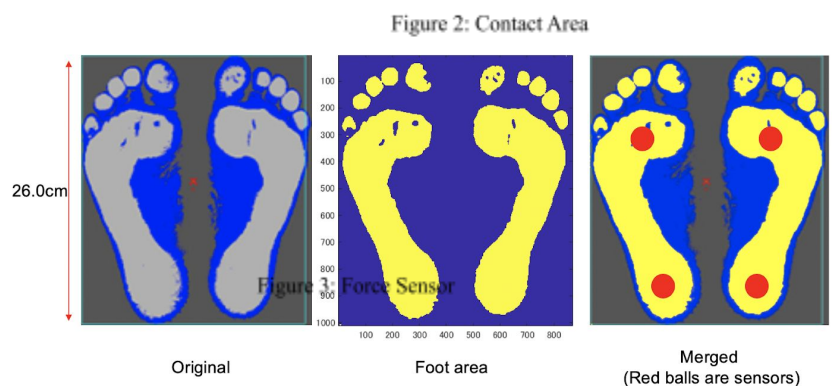 Figure 2: Contact Area
26.0cm
100
200
300
400
500
600
700
800
900
1000
100 200 300 400 500 600 700 800
Figure 3: Force Sensor
Original
Foot area
Merged
(Red balls are sensors)